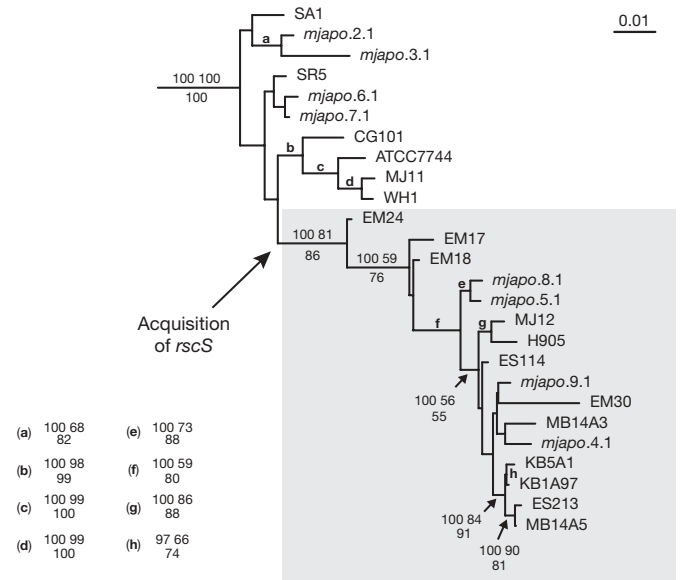 SA1
0.01
a
mjapo.2.1
mjapo.3.1
SR5
100 100
100
mjapo.6.1
mjapo.7.1
CG101
b
ATCC7744
c
MJ11
d
WH1
EM24
100 81
86
EM17
100 59
76
EM18
e
mjapo.8.1
mjapo.5.1
Acquisition
of rscS
f
g
MJ12
H905
ES114
100 56
55
mjapo.9.1
EM30
MB14A3
mjapo.4.1
KB5A1
h
KB1A97
ES213
MB14A5
100 84
91
100 90
81
(a) 100 68
82
(e) 100 73
88
(b) 100 98
99
(f) 100 59
80
(c) 100 99
100
(g) 100 86
88
(d) 100 99
100
(h) 97 66
74